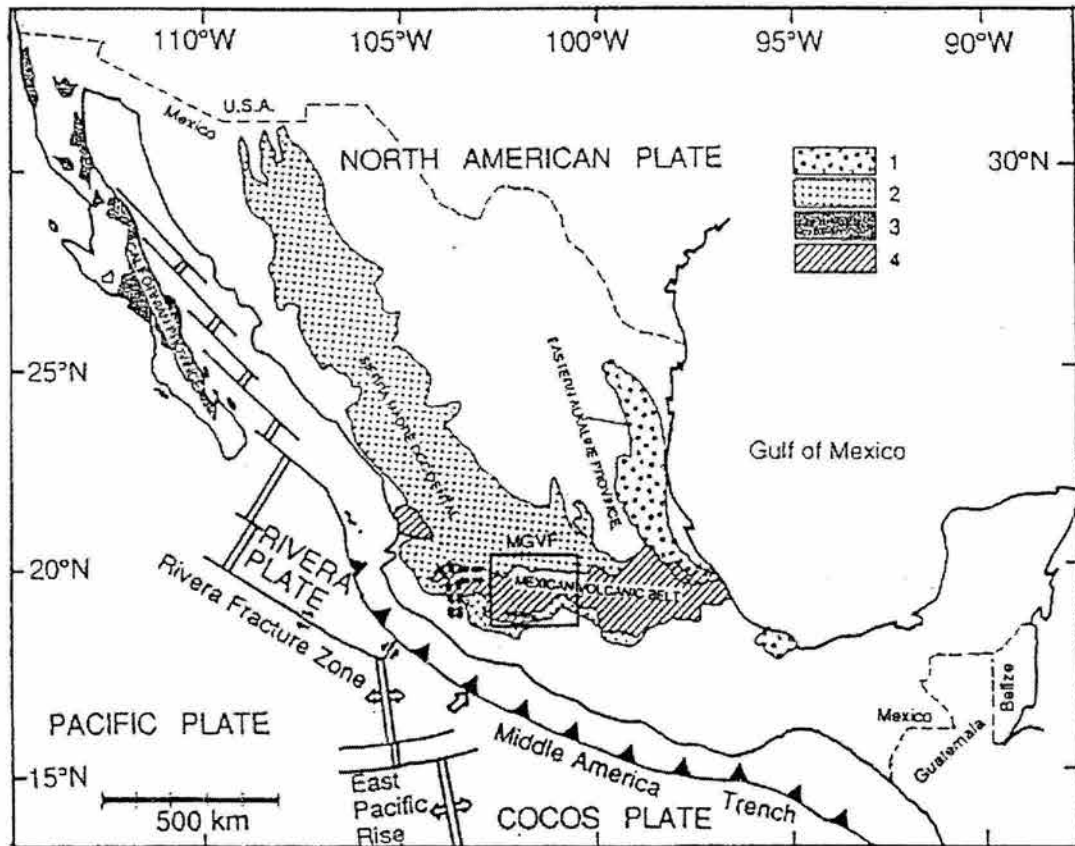 110°W 105°W 100°W 95°W 90°W
U.S.A.
Mexico
NORTH AMERICAN PLATE
30°N
1
2
3
4
CALIFORNIAN PROVINCE
25°N
SIERRA MADRE OCCIDENTAL
EASTERN ALKALINE PROVINCE
Gulf of Mexico
MGVF
20°N
RIVERA
PLATE
MEXICAN VOLCANIC BELT
Rivera Fracture Zone
PACIFIC PLATE
Mexico
Guatemala
Belize
Middle America
Trench
15°N
500 km
East
Pacific
Rise
COCOS PLATE